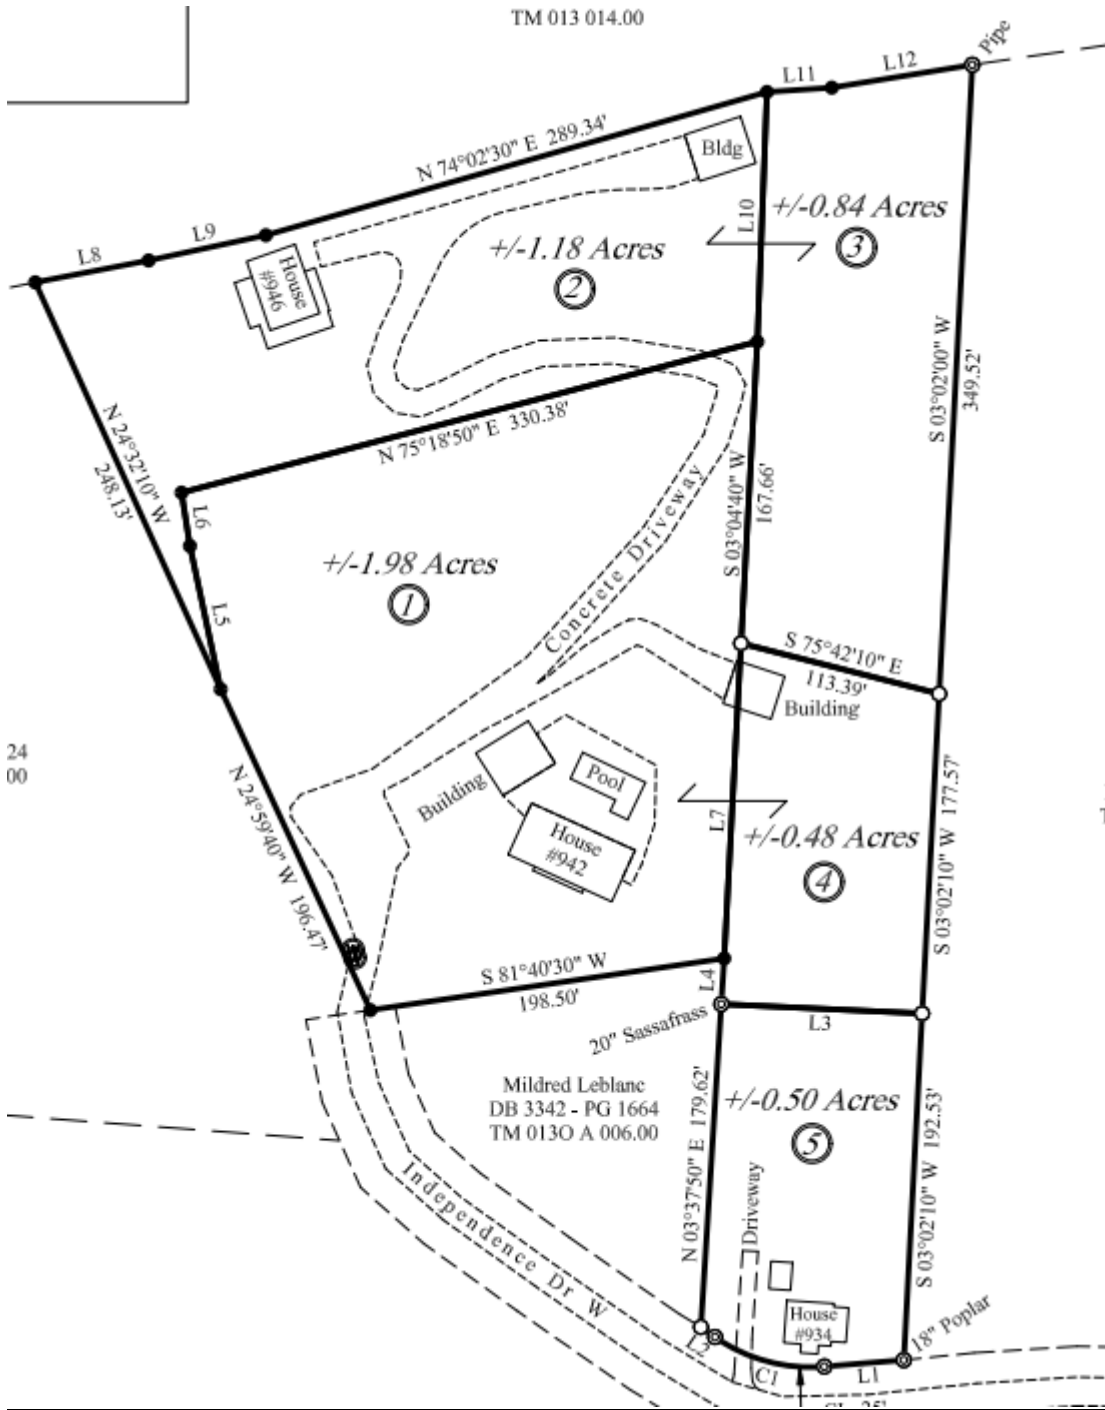 TM 013 014.00
Pipe
L11
L12
N 74°02'30" E 289.34'
Bldg
L10
+/-0.84 Acres
3
L8
L9
+/-1.18 Acres
2
House
#946
S 03°02'00" W
349.52'
N 24°32'10" W
248.13'
N 75°18'50" E 330.38'
L6
S 03°04'40" W
167.66'
Concrete Driveway
+/-1.98 Acres
1
L5
S 75°42'10" E
113.39'
Building
24
00
N 24°59'40" W 196.47'
Building
Pool
House
#942
L7
+/-0.48 Acres
4
S 03°02'10" W 177.57'
S 81°40'30" W
198.50'
L4
L3
20" Sassafrass
Mildred Leblanc
DB 3342 - PG 1664
TM 013O A 006.00
+/-0.50 Acres
5
N 03°37'50" E 179.62'
S 03°02'10" W 192.53'
Independence Dr W
Driveway
House
#934
18" Poplar
L2
C1
L1